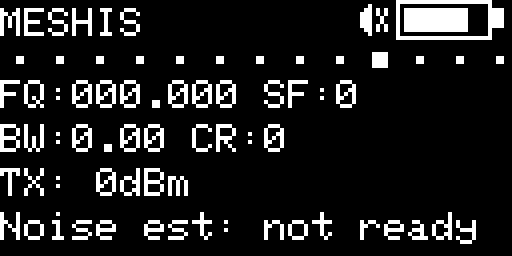 MESHIS
FQ:000.000 SF:0
BW:0.00 CR:0
TX: 0dBm
Noise est: not ready